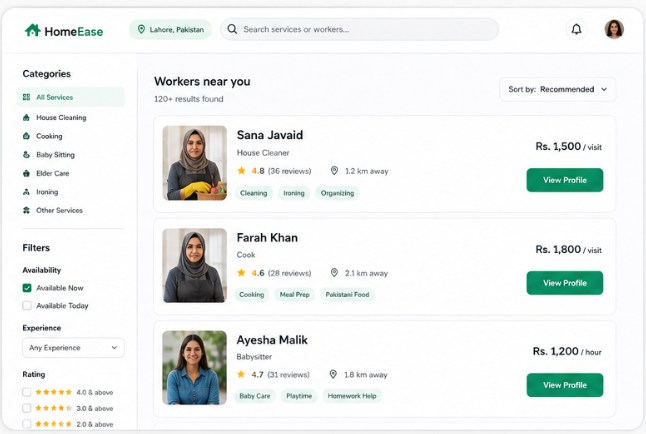 HomeEase
Lahore, Pakistan
Search services or workers...
Categories
All Services
House Cleaning
Cooking
Baby Sitting
Elder Care
Ironing
Other Services
Filters
Availability
Available Now
Available Today
Experience
Any Experience
Rating
4.0 & above
3.0 & above
2.0 & above
Workers near you
120+ results found
Sort by: Recommended
Sana Javaid
House Cleaner
4.8 (36 reviews) 1.2 km away
Cleaning Ironing Organizing
Rs. 1,500 / visit
View Profile
Farah Khan
Cook
4.6 (28 reviews) 2.1 km away
Cooking Meal Prep Pakistani Food
Rs. 1,800 / visit
View Profile
Ayesha Malik
Babysitter
4.7 (31 reviews) 1.8 km away
Baby Care Playtime Homework Help
Rs. 1,200 / hour
View Profile